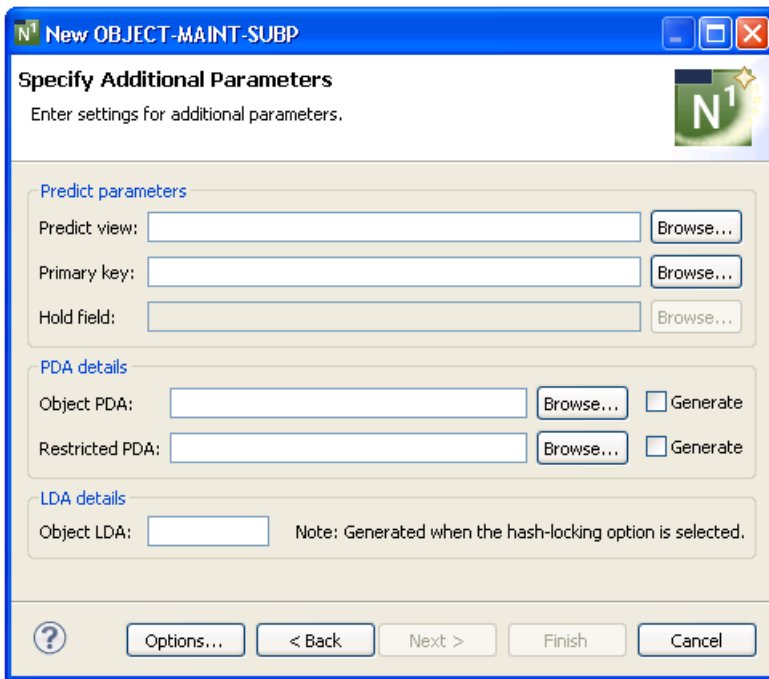 N1 New OBJECT-MAINT-SUBP
Specify Additional Parameters
Enter settings for additional parameters.
N1
Predict parameters
Predict view: Browse...
Primary key: Browse...
Hold field: Browse...
PDA details
Object PDA: Browse... Generate
Restricted PDA: Browse... Generate
LDA details
Object LDA: Note: Generated when the hash-locking option is selected.
? Options... < Back Next > Finish Cancel